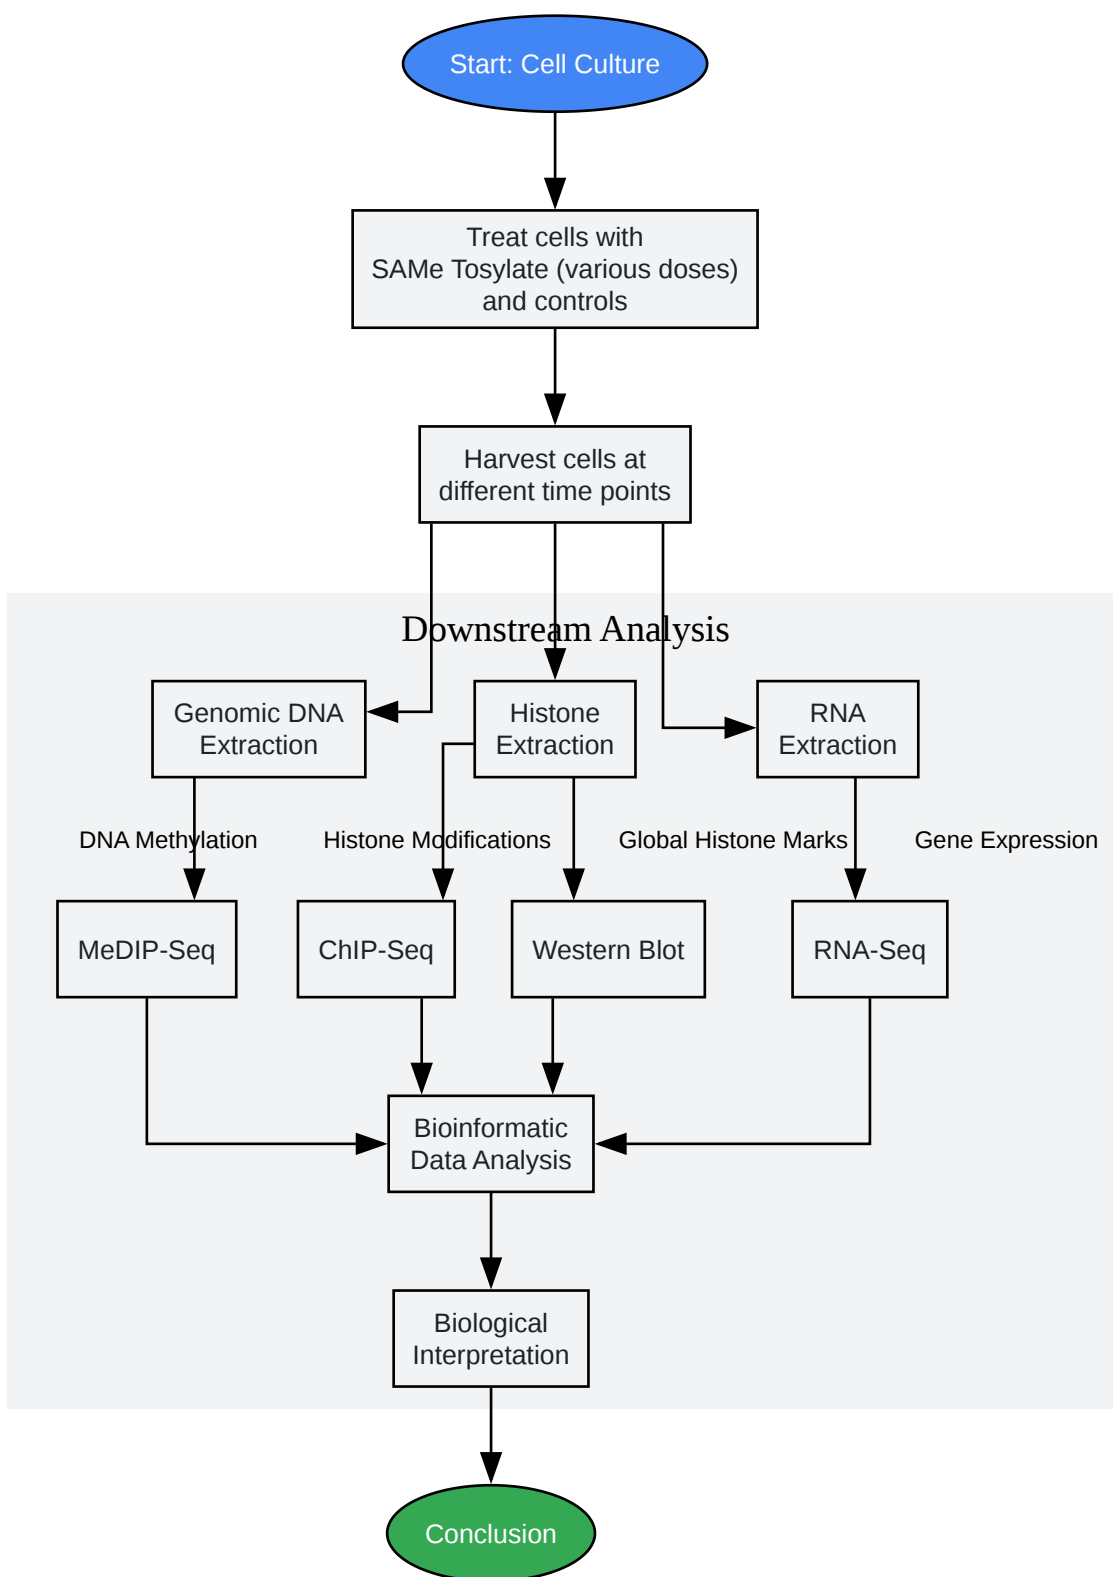 Start: Cell Culture
Treat cells with
SAMe Tosylate (various doses)
and controls
Harvest cells at
different time points
Downstream Analysis
Genomic DNA
Extraction
Histone
Extraction
RNA
Extraction
DNA Methylation
Histone Modifications
Global Histone Marks
Gene Expression
MeDIP-Seq
ChIP-Seq
Western Blot
RNA-Seq
Bioinformatic
Data Analysis
Biological
Interpretation
Conclusion